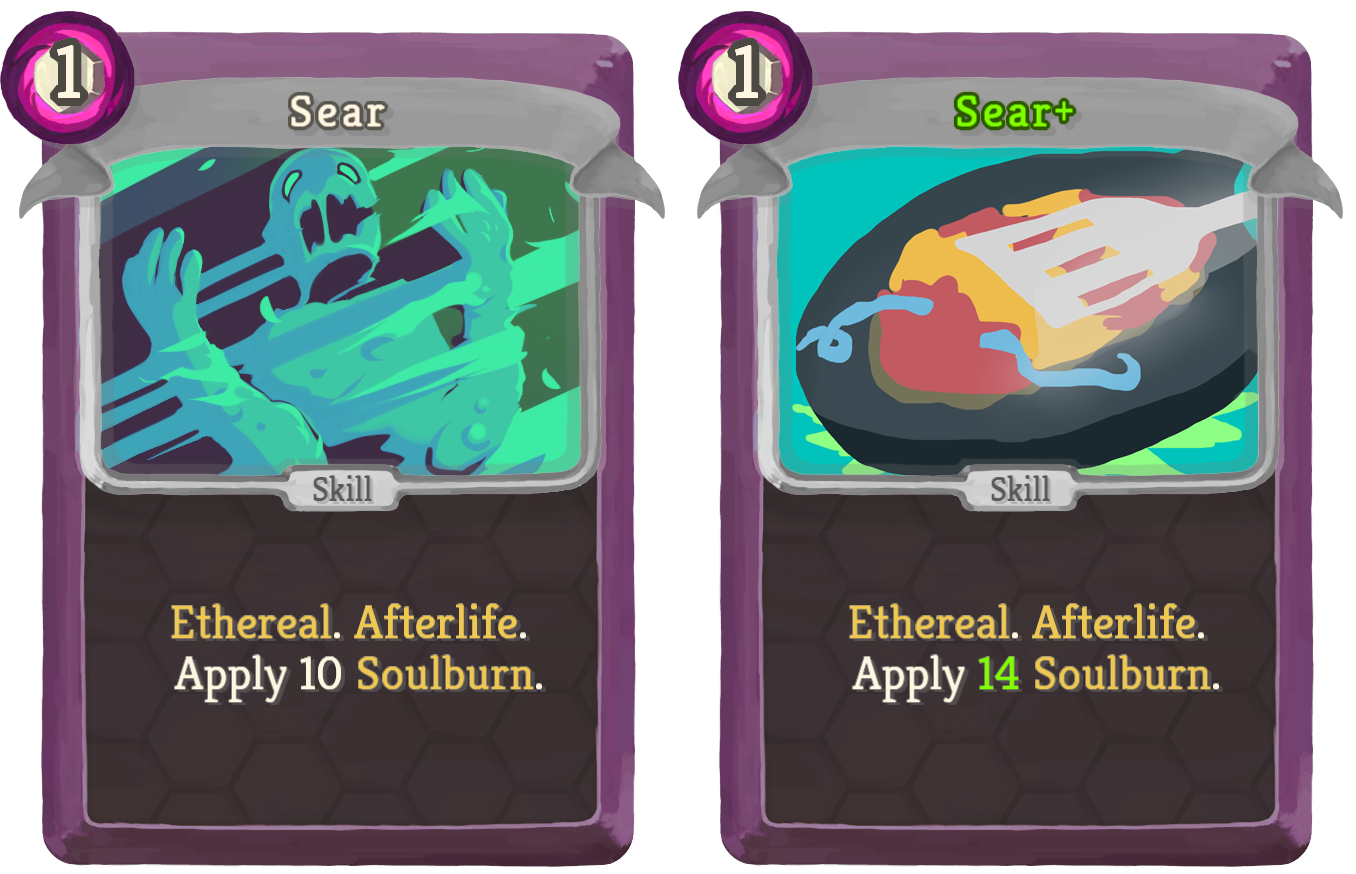 1
Sear
Skill
Ethereal. Afterlife.
Apply 10 Soulburn.
1
Sear+
Skill
Ethereal. Afterlife.
Apply 14 Soulburn.